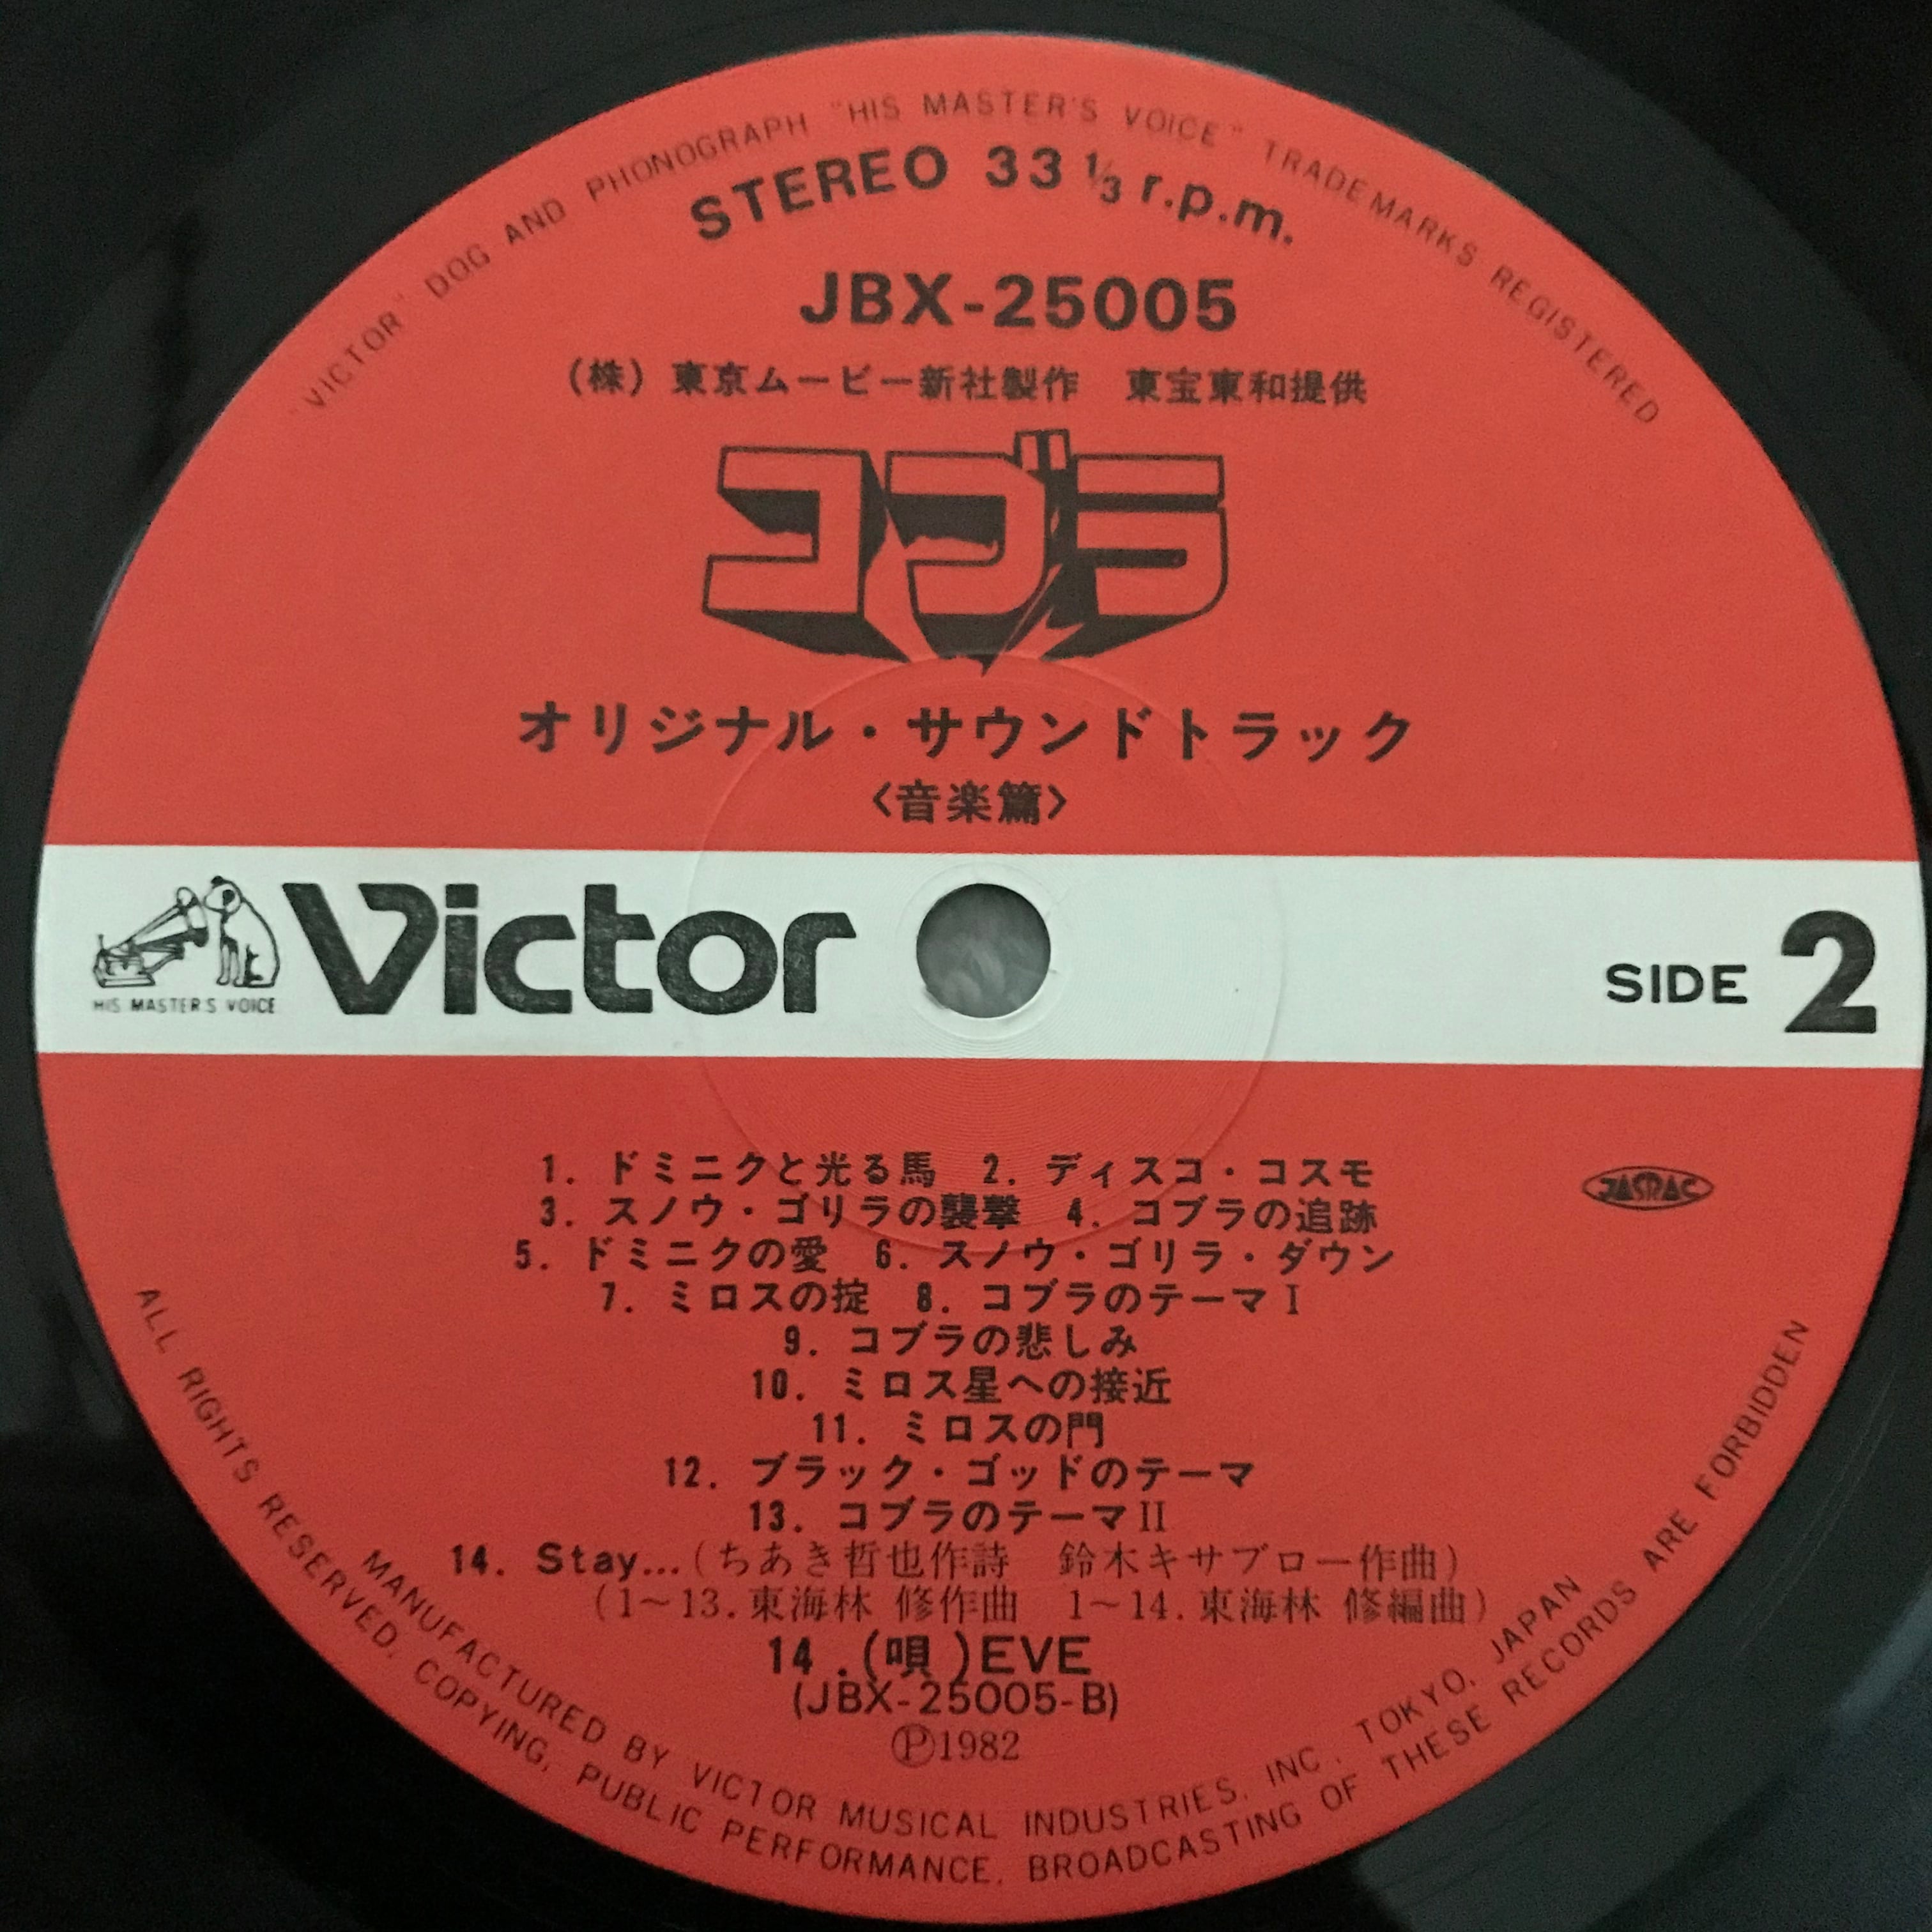 "VICTOR" DOG AND PHONOGRAPH "HIS MASTER'S VOICE" TRADEMARKS REGISTERED
STEREO 33 1/3 r.p.m.
JBX-25005
(株) 東京ムービー新社製作 東宝東和提供
コブラ
オリジナル・サウンドトラック
〈音楽篇〉
HIS MASTER'S VOICE
Victor
SIDE 2
1. ドミニクと光る馬 2. ディスコ・コスモ
JASRAC
3. スノウ・ゴリラの襲撃 4. コブラの追跡
5. ドミニクの愛 6. スノウ・ゴリラ・ダウン
7. ミロスの掟 8. コブラのテーマI
9. コブラの悲しみ
10. ミロス星への接近
11. ミロスの門
12. ブラック・ゴッドのテーマ
13. コブラのテーマII
14. Stay...(ちあき哲也作詩 鈴木キサブロー作曲)
(1~13.東海林 修作曲 1~14.東海林 修編曲)
14.(唄)EVE
(JBX-25005-B)
Ⓟ1982
MANUFACTURED BY VICTOR MUSICAL INDUSTRIES, INC., TOKYO, JAPAN
ALL RIGHTS RESERVED, COPYING, PUBLIC PERFORMANCE, BROADCASTING OF THESE RECORDS ARE FORBIDDEN